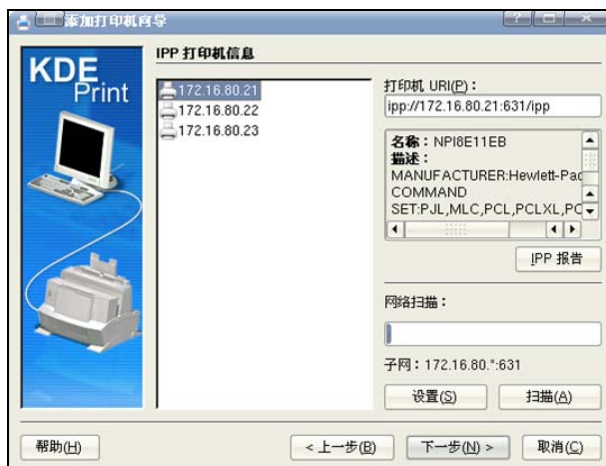 添加打印机向导
KDE
Print
IPP 打印机信息
172.16.80.21
172.16.80.22
172.16.80.23
打印机 URI(P)：
ipp://172.16.80.21:631/ipp
名称：NPI8E11EB
描述：
MANUFACTURER:Hewlett-Pac
COMMAND
SET:PJL,MLC,PCL,PCLXL,PC
IPP 报告
网络扫描：
子网：172.16.80.*:631
设置(S)
扫描(A)
帮助(H)
< 上一步(B)
下一步(N) >
取消(C)